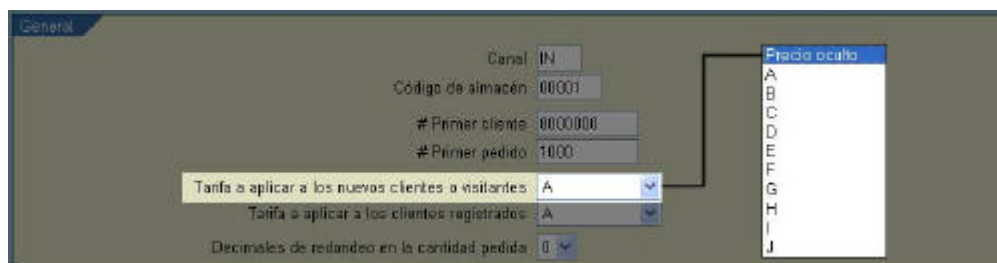 General
Canal IN
Código de almacén 00001
# Primer cliente 8000000
# Primer pedido 1000
Tarifa a aplicar a los nuevos clientes o visitantes A
Tarifa a aplicar a los clientes registrados A
Decimales de redondeo en la cantidad pedida 0
Precio oculto
A
B
C
D
E
F
G
H
I
J